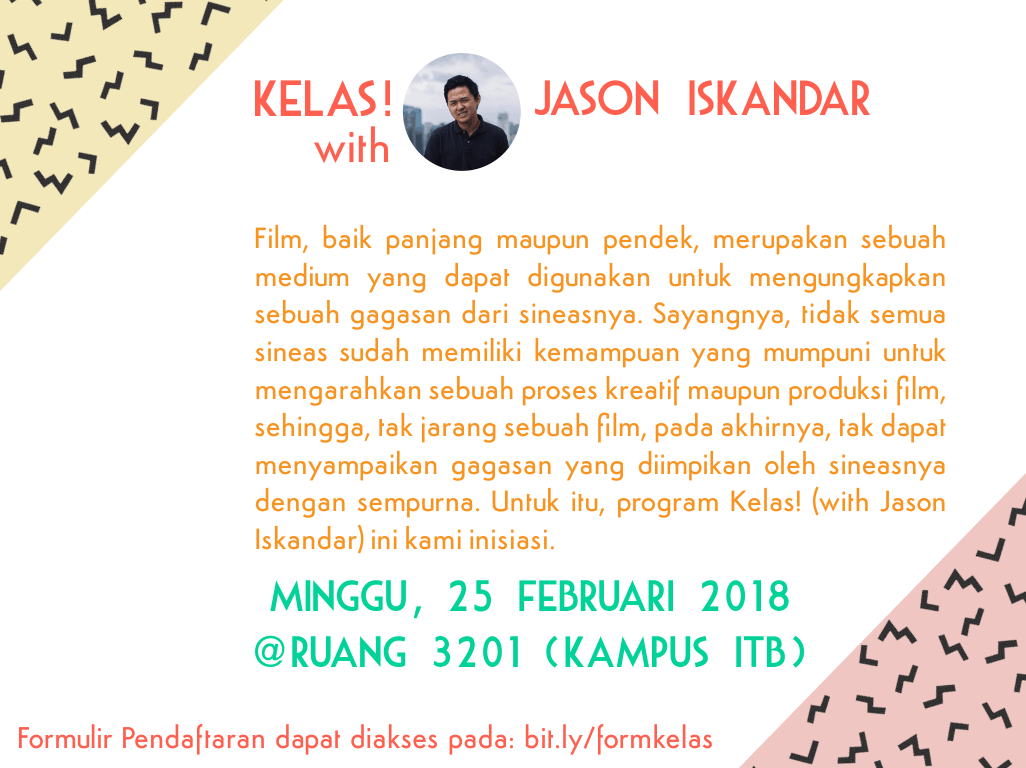 KELAS! JASON ISKANDAR
with
Film, baik panjang maupun pendek, merupakan sebuah
medium yang dapat digunakan untuk mengungkapkan
sebuah gagasan dari sineasnya. Sayangnya, tidak semua
sineas sudah memiliki kemampuan yang mumpuni untuk
mengarahkan sebuah proses kreatif maupun produksi film,
sehingga, tak jarang sebuah film, pada akhirnya, tak dapat
menyampaikan gagasan yang diimpikan oleh sineasnya
dengan sempurna. Untuk itu, program Kelas! (with Jason
Iskandar) ini kami inisiasi.
MINGGU, 25 FEBRUARI 2018
@RUANG 3201 (KAMPUS ITB)
Formulir Pendaftaran dapat diakses pada: bit.ly/formkelas